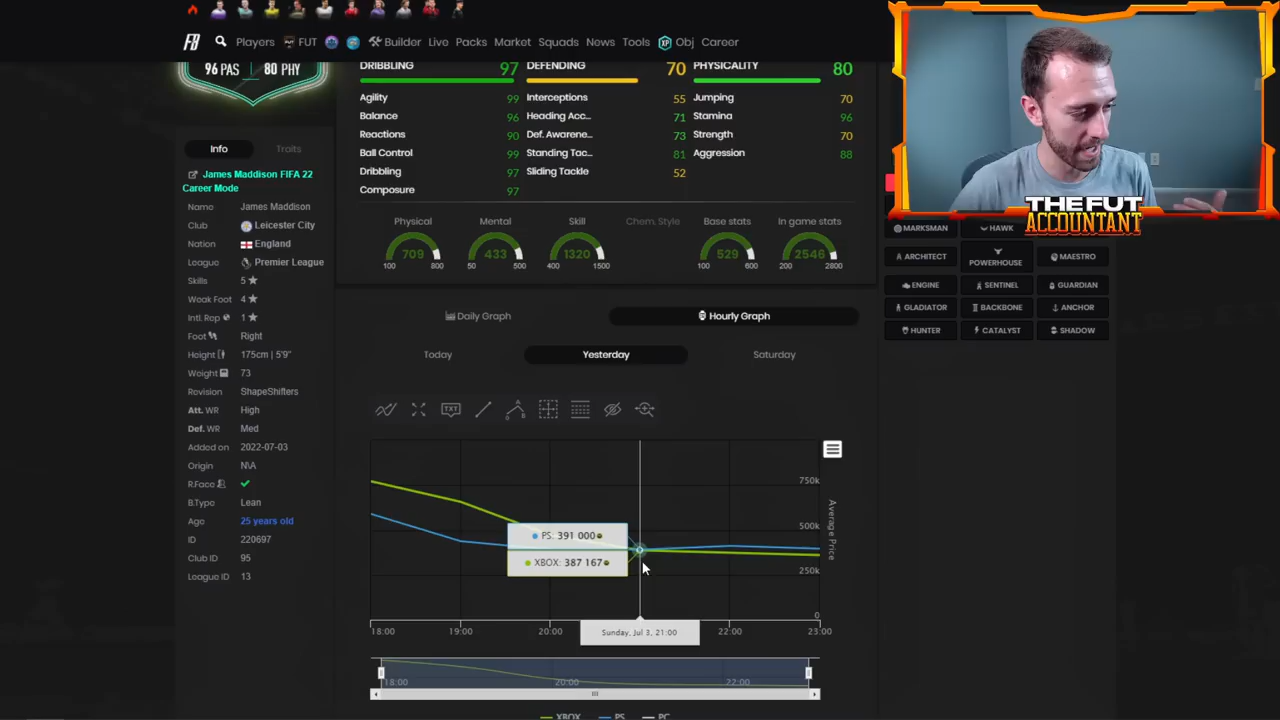 FB Players FUT Builder Live Packs Market Squads News Tools XP Obj Career
96 PAS 80 PHY
DRIBBLING 97 DEFENDING 70 PHYSICALITY 80
Agility 99 Interceptions 55 Jumping 70
Balance 96 Heading Acc... 71 Stamina 96
Reactions 90 Def. Awarene... 73 Strength 70
Ball Control 99 Standing Tac... 81 Aggression 88
Dribbling 97 Sliding Tackle 52
Composure 97
Physical Mental Skill Chem. Style Base stats In game stats
709 433 1320 529 2546
100 800 50 500 400 1500 100 600 200 2800
Info Traits
James Maddison FIFA 22
Career Mode
Name James Maddison
Club Leicester City
Nation England
League Premier League
Skills 5
Weak Foot 4
Intl. Rep 1
Foot Right
Height 175cm | 5'9"
Weight 73
Revision ShapeShifters
Att. WR High
Def. WR Med
Added on 2022-07-03
Origin N\A
R.Face
B.Type Lean
Age 25 years old
ID 220697
Club ID 95
League ID 13
Daily Graph Hourly Graph
Today Yesterday Saturday
TXT
750k
500k
250k
0
Average Price
PS: 391 000
XBOX: 387 167
18:00 19:00 20:00 Sunday, Jul 3, 21:00 22:00 23:00
18:00 20:00 22:00
XBOX PS PC
THE FUT
ACCOUNTANT
MARKSMAN HAWK
ARCHITECT POWERHOUSE MAESTRO
ENGINE SENTINEL GUARDIAN
GLADIATOR BACKBONE ANCHOR
HUNTER CATALYST SHADOW